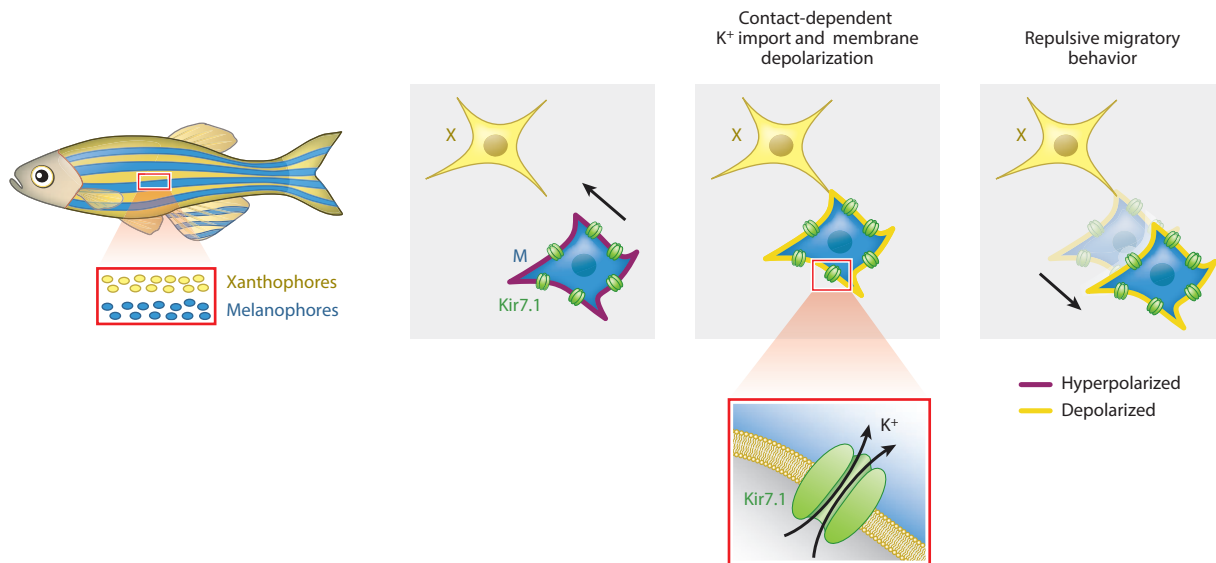 Contact-dependent
K⁺ import and membrane
depolarization
Repulsive migratory
behavior
X
X
X
M
Kir7.1
Xanthophores
Melanophores
Hyperpolarized
Depolarized
K⁺
Kir7.1